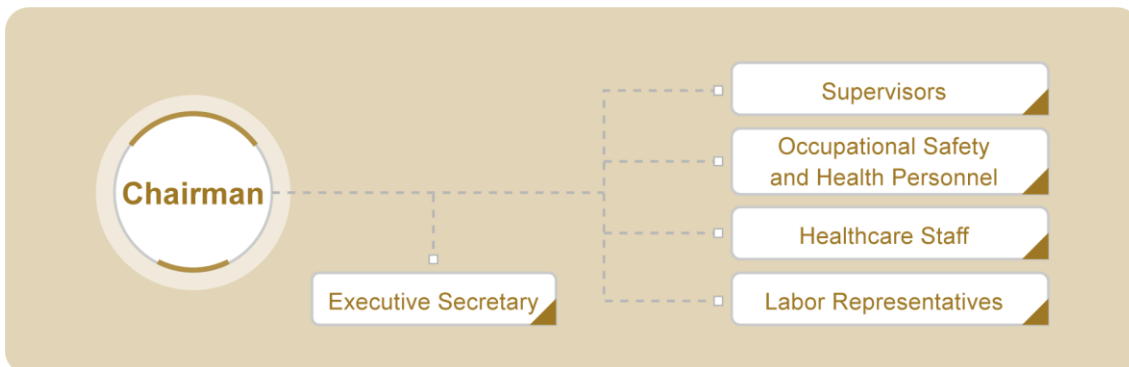 Chairman
Executive Secretary
Supervisors
Occupational Safety
and Health Personnel
Healthcare Staff
Labor Representatives